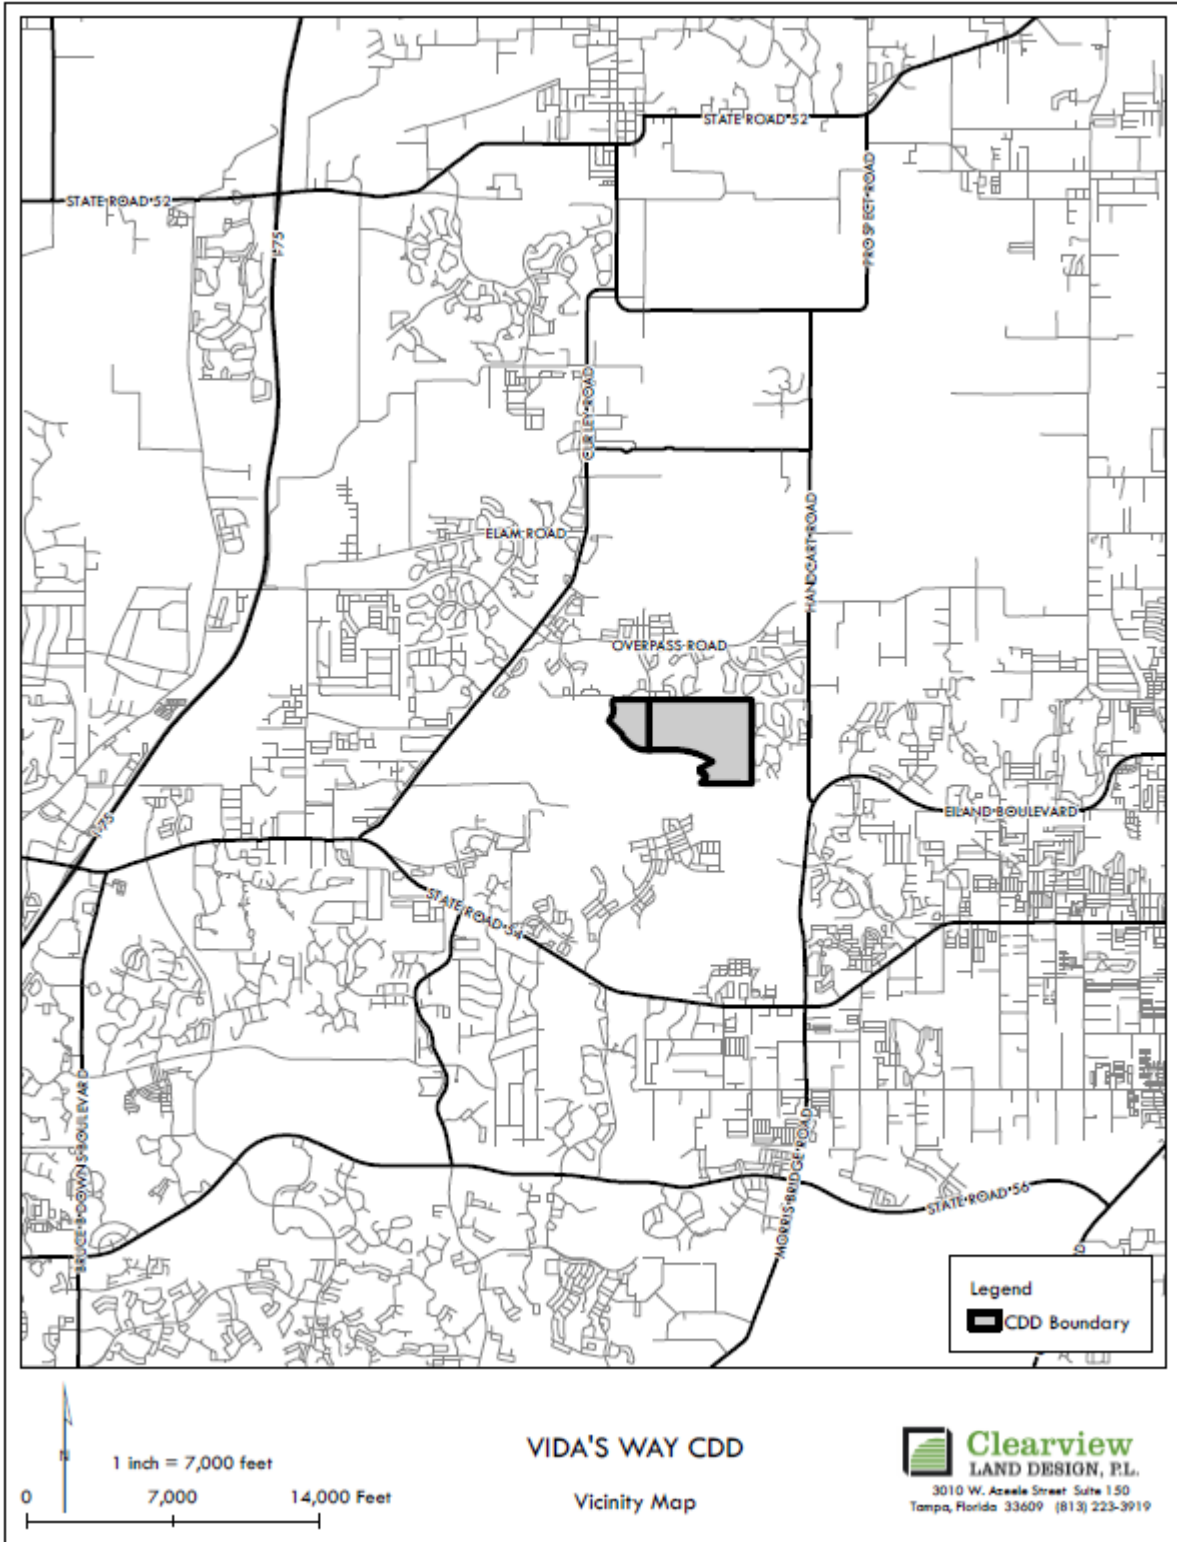 STATE ROAD 52
STATE ROAD 52
PROSPECT ROAD
I-75
CURLEY ROAD
ELAM ROAD
HANDCART ROAD
OVERPASS ROAD
I-75
EILAND BOULEVARD
STATE ROAD 54
BRUCE B DOWNS BOULEVARD
MORRIS BRIDGE ROAD
STATE ROAD 56
D
Legend
CDD Boundary
N
1 inch = 7,000 feet
0 7,000 14,000 Feet
VIDA'S WAY CDD
Vicinity Map
Clearview
LAND DESIGN, P.L.
3010 W. Azeele Street Suite 150
Tampa, Florida 33609 (813) 223-3919